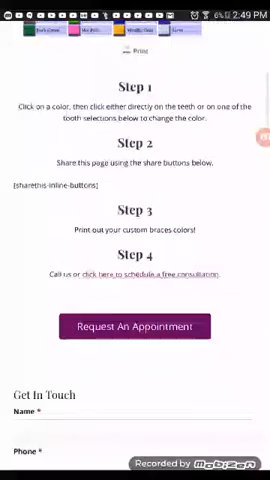 6% 2:49 PM
Print
Step 1
Click on a color, then click either directly on the teeth or on one of the
tooth selections below to change the color.
Step 2
Share this page using the share buttons below.
[sharethis-inline-buttons]
Step 3
Print out your custom braces colors!
Step 4
Call us or click here to schedule a free consultation.
Request An Appointment
Get In Touch
Name *
Phone *
Recorded by Mobizen